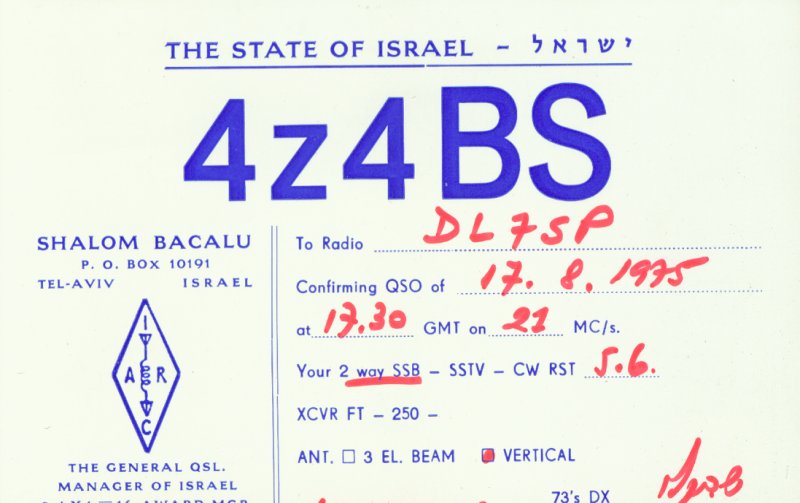 THE STATE OF ISRAEL - ישראל
4z4BS
SHALOM BACALU
P. O. BOX 10191
TEL-AVIV ISRAEL
I
A R
C
THE GENERAL QSL.
MANAGER OF ISRAEL
To Radio DL7SP
Confirming QSO of 17. 8. 1975
at 17.30 GMT on 21 MC/s.
Your 2 way SSB - SSTV - CW RST 5.6.
XCVR FT - 250 -
ANT. □ 3 EL. BEAM ■ VERTICAL
73's DX